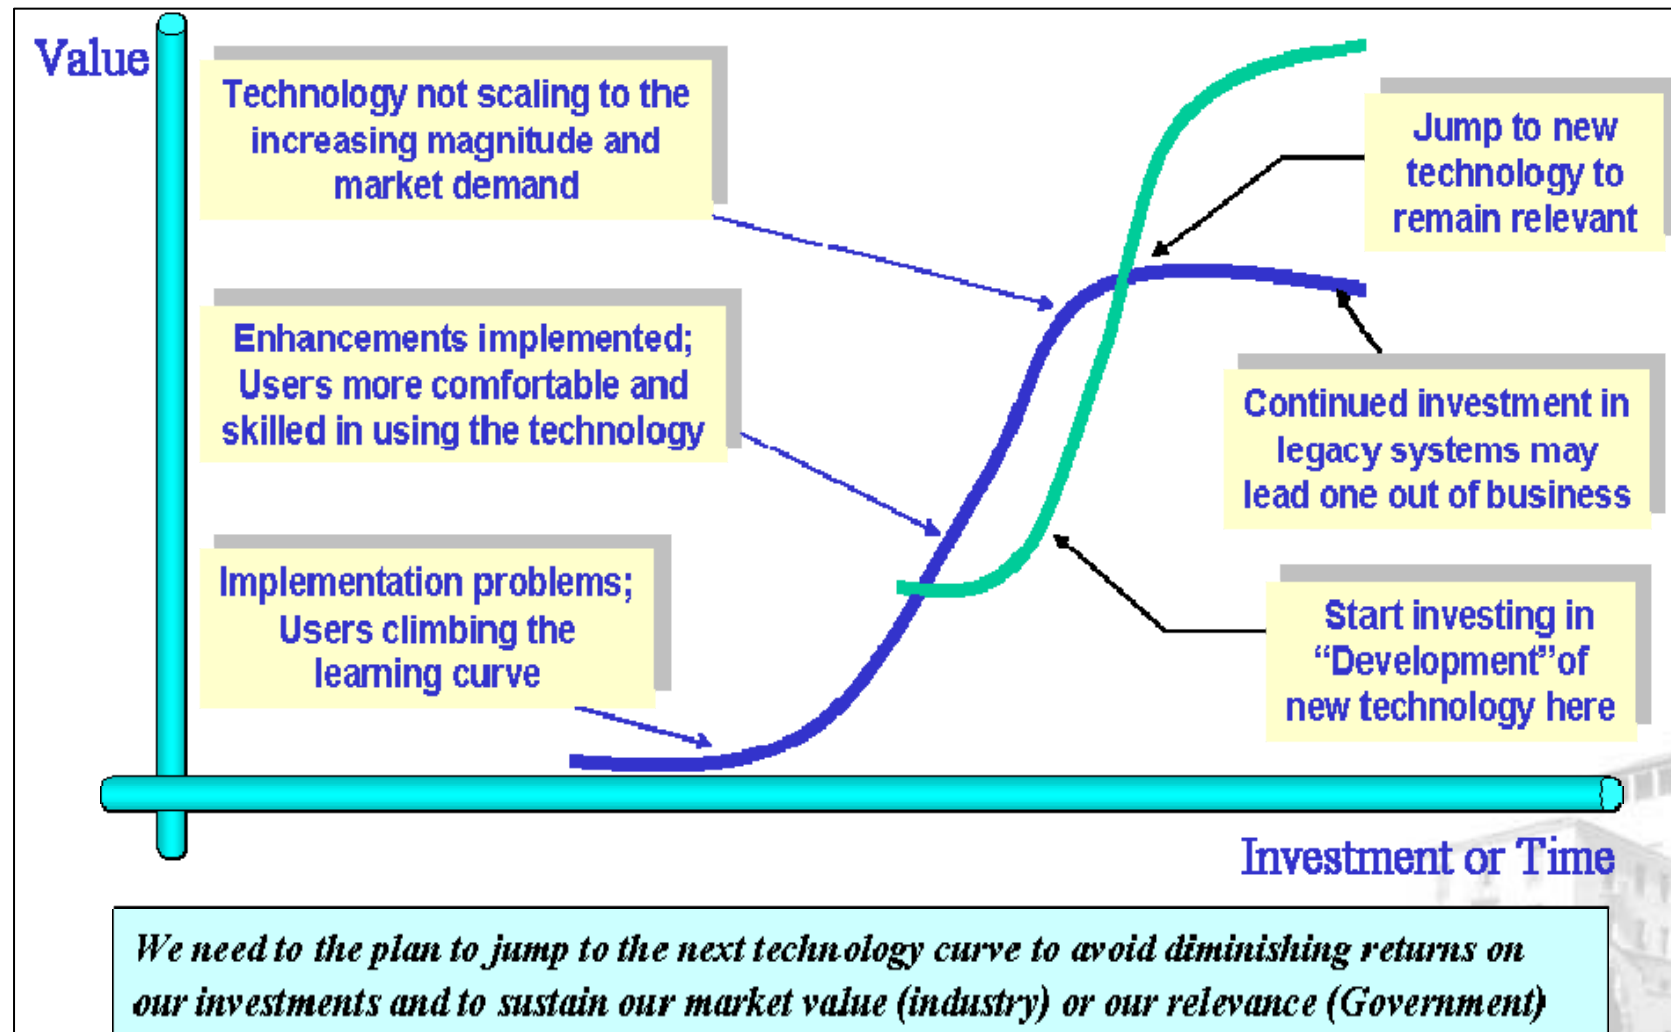 Value
Technology not scaling to the
increasing magnitude and
market demand
Enhancements implemented;
Users more comfortable and
skilled in using the technology
Implementation problems;
Users climbing the
learning curve
Jump to new
technology to
remain relevant
Continued investment in
legacy systems may
lead one out of business
Start investing in
“Development”of
new technology here
Investment or Time
We need to the plan to jump to the next technology curve to avoid diminishing returns on
our investments and to sustain our market value (industry) or our relevance (Government)